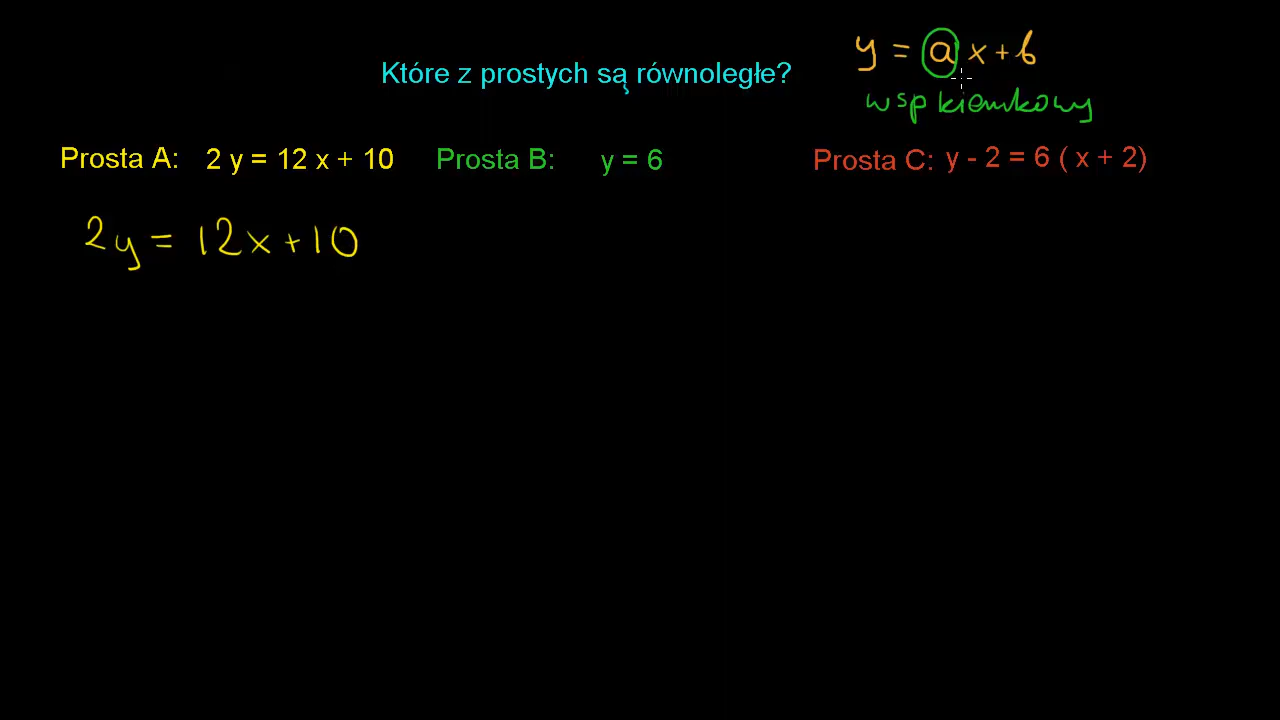 y = a x + b
Które z prostych są równoległe?
wsp kierunkowy
Prosta A: 2 y = 12 x + 10 Prosta B: y = 6 Prosta C: y - 2 = 6 ( x + 2)
2y = 12x + 10